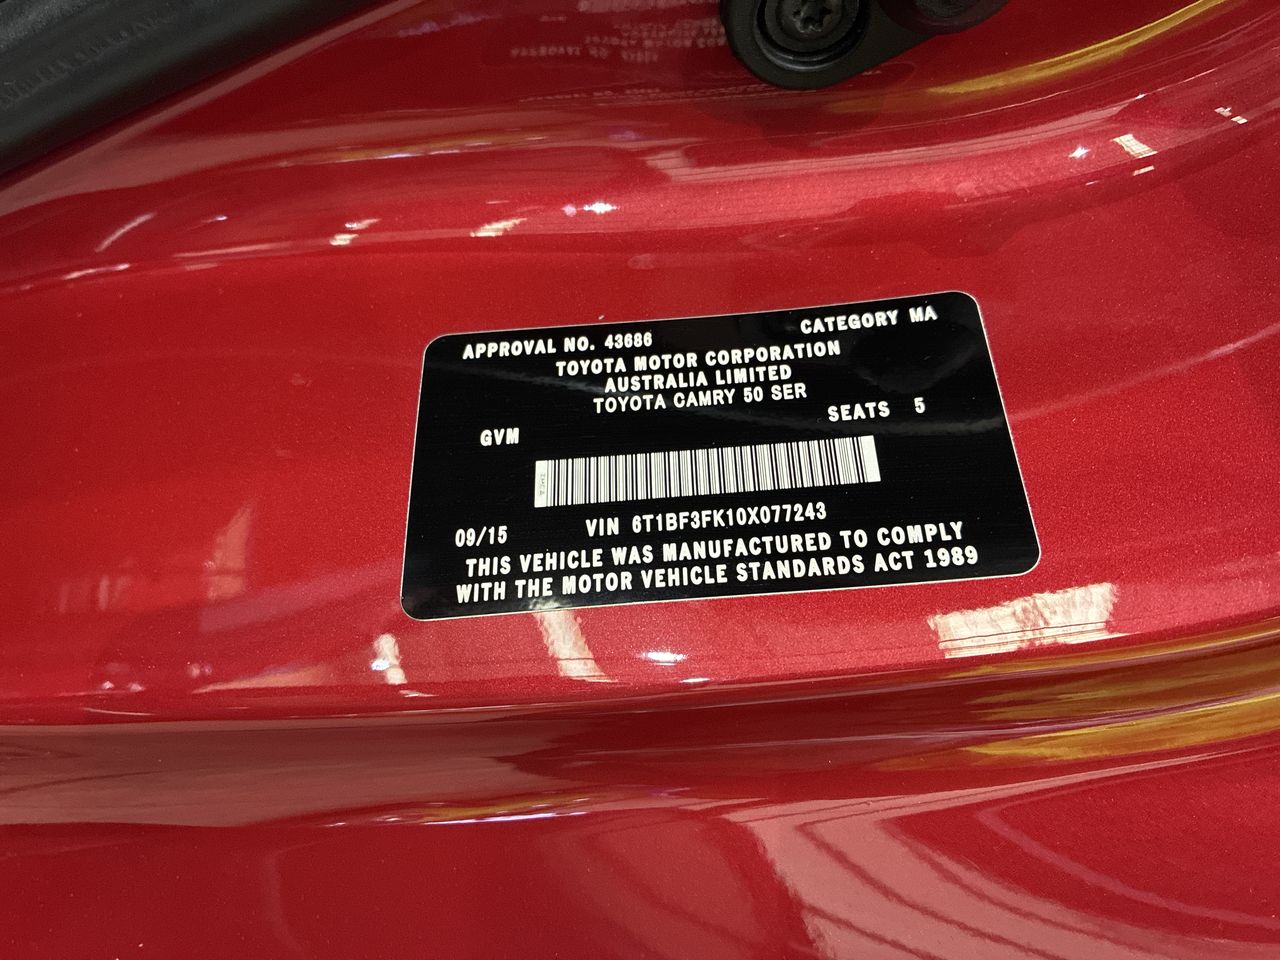 APPROVAL NO. 43686 CATEGORY MA
TOYOTA MOTOR CORPORATION
AUSTRALIA LIMITED
TOYOTA CAMRY 50 SER
GVM SEATS 5
09/15 VIN 6T1BF3FK10X077243
THIS VEHICLE WAS MANUFACTURED TO COMPLY
WITH THE MOTOR VEHICLE STANDARDS ACT 1989